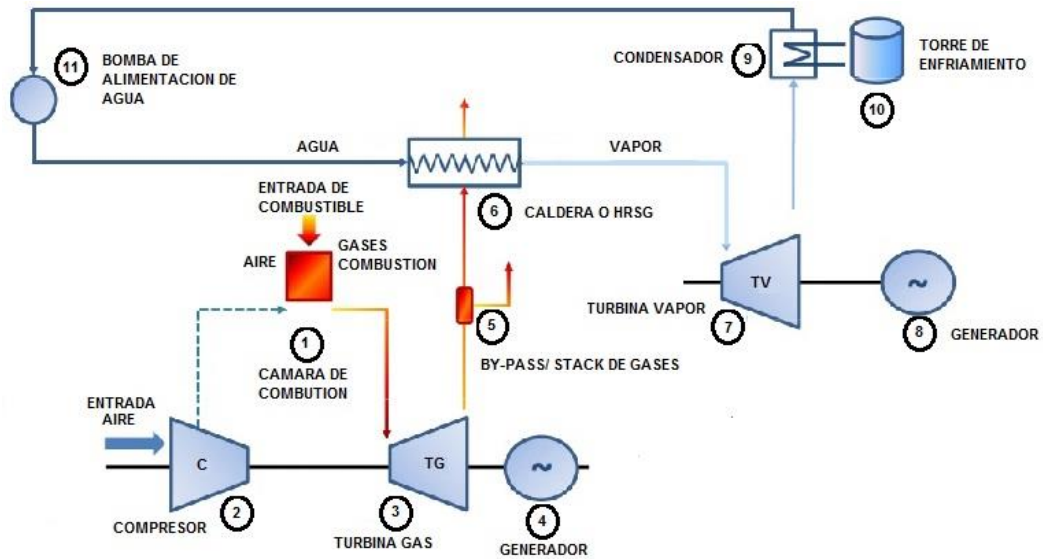 11
BOMBA DE
ALIMENTACION DE
AGUA
CONDENSADOR
9
TORRE DE
ENFRIAMIENTO
10
AGUA
VAPOR
ENTRADA DE
COMBUSTIBLE
6
CALDERA O HRSG
AIRE
GASES
COMBUSTION
1
CAMARA DE
COMBUTION
5
BY-PASS/ STACK DE GASES
TV
TURBINA VAPOR
7
~
8
GENERADOR
ENTRADA
AIRE
C
COMPRESOR
2
TG
3
TURBINA GAS
~
4
GENERADOR